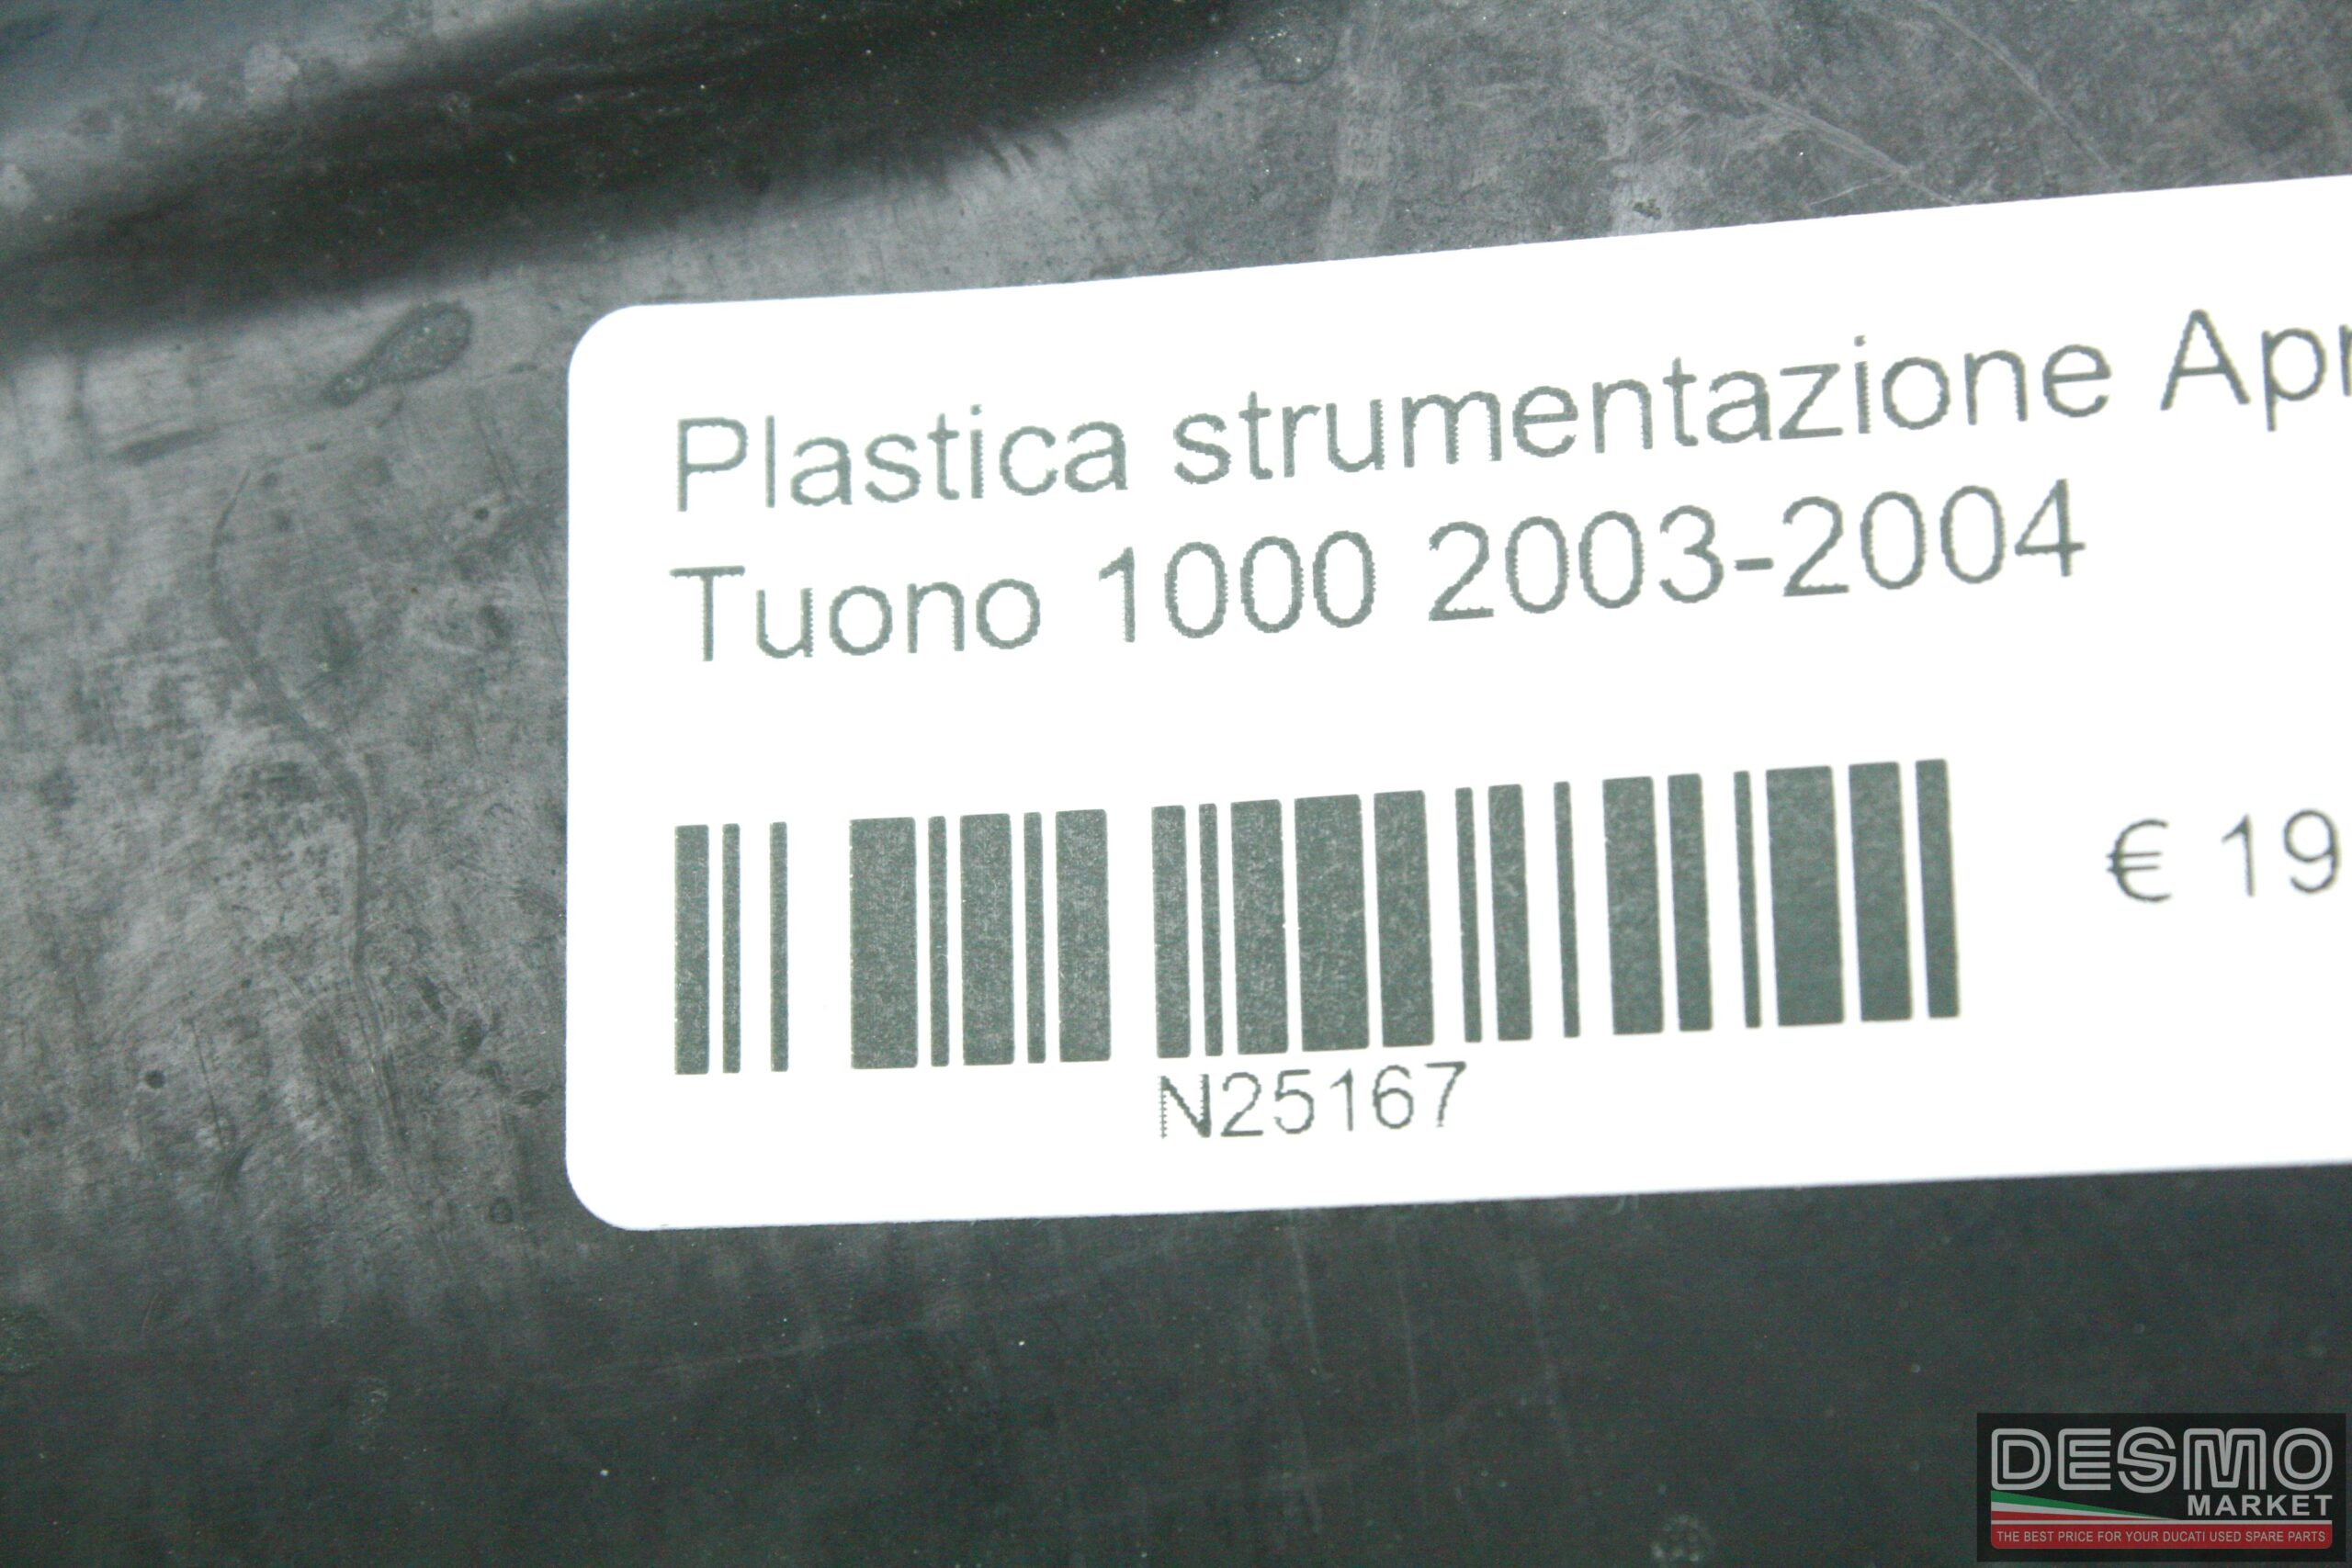 Plastica strumentazione Apr
Tuono 1000 2003-2004
€ 19
N25167
DESMO
MARKET
THE BEST PRICE FOR YOUR DUCATI USED SPARE PARTS